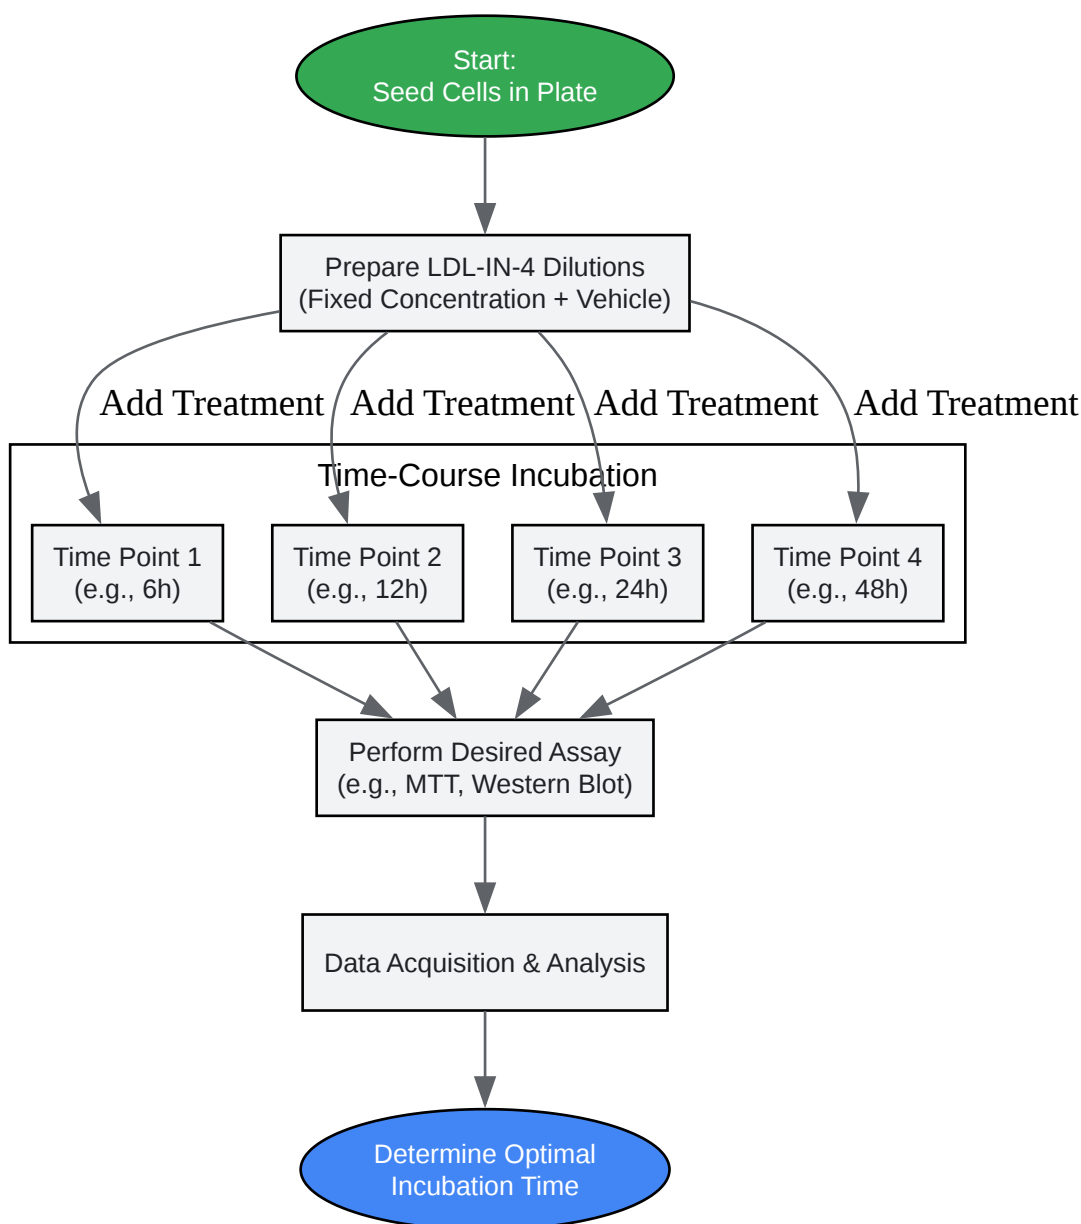 Start:
Seed Cells in Plate
Prepare LDL-IN-4 Dilutions
(Fixed Concentration + Vehicle)
Add Treatment
Add Treatment
Add Treatment
Add Treatment
Time-Course Incubation
Time Point 1
(e.g., 6h)
Time Point 2
(e.g., 12h)
Time Point 3
(e.g., 24h)
Time Point 4
(e.g., 48h)
Perform Desired Assay
(e.g., MTT, Western Blot)
Data Acquisition & Analysis
Determine Optimal
Incubation Time